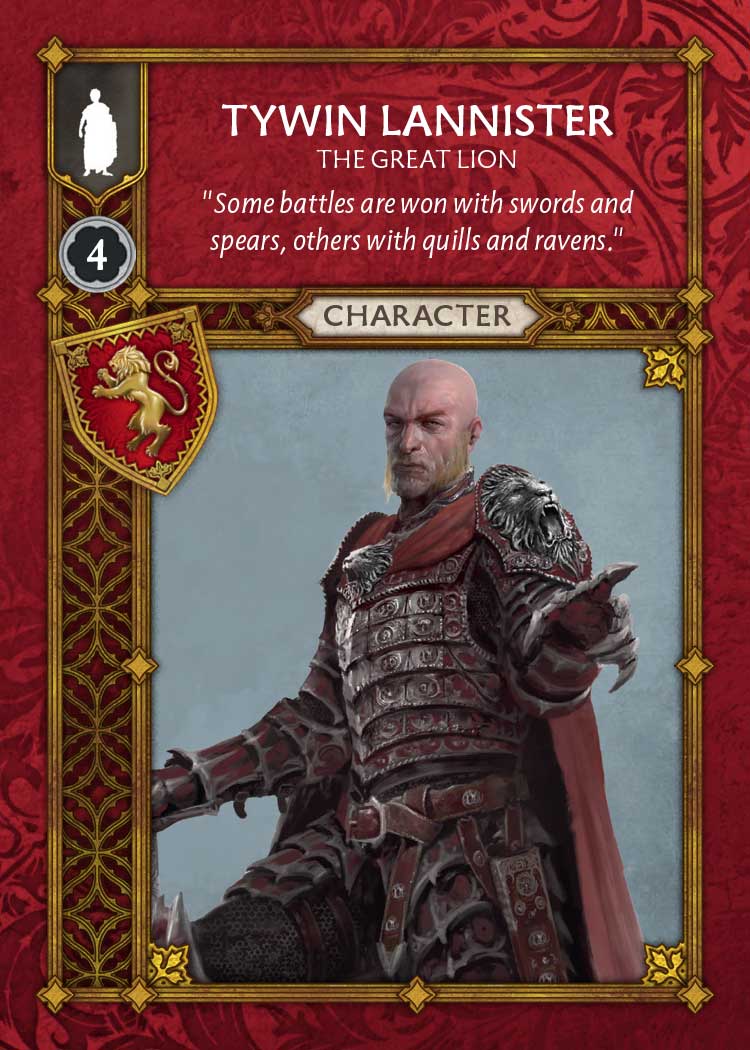 TYWIN LANNISTER
THE GREAT LION
"Some battles are won with swords and
spears, others with quills and ravens."
4
CHARACTER